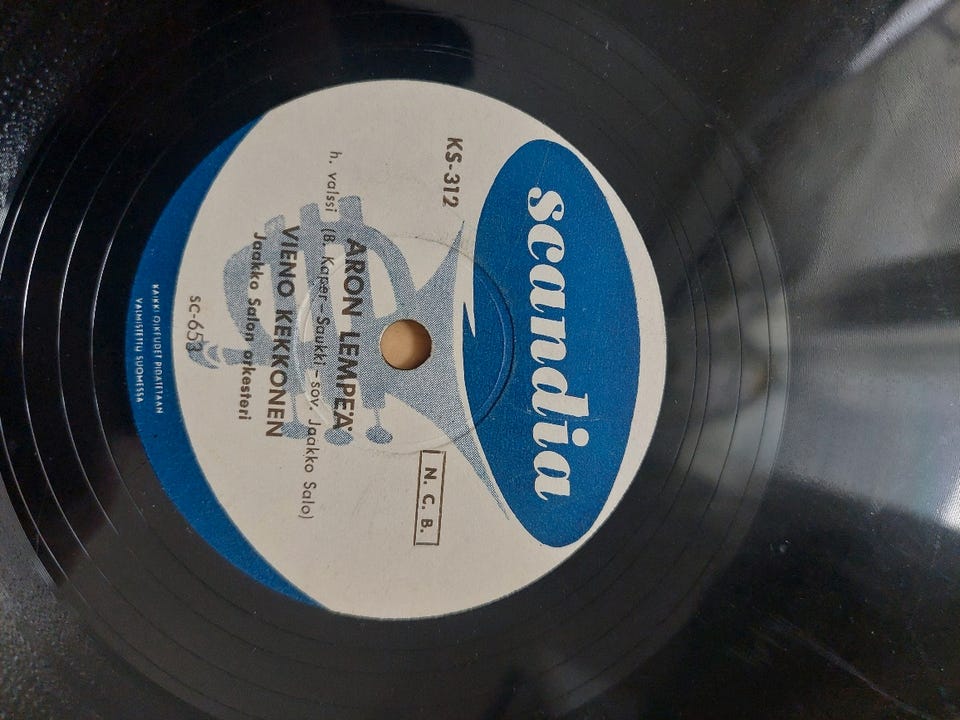 scandia
KS-312
N. C. B.
ARON LEMPEÄ
h. valssi (B. Kaper-Saukki-sov. Jaakko Salo)
VIENO KEKKONEN
Jaakko Salon orkesteri
KAIKKI OIKEUDET PIDÄTETÄÄN
VALMISTETTU SUOMESSA